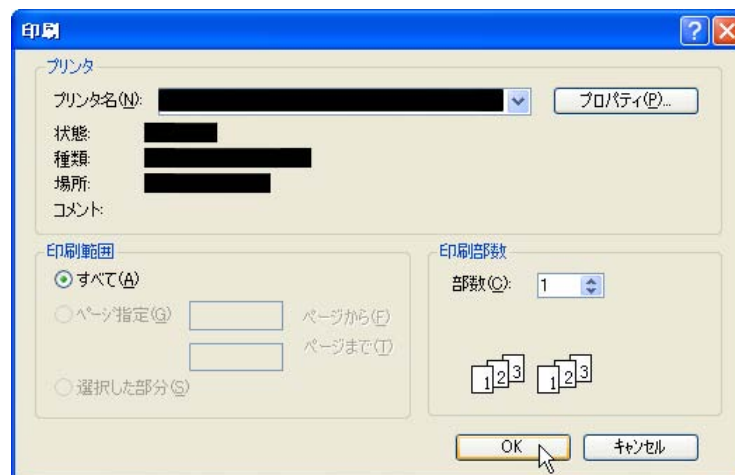 印刷
プリンタ
プリンタ名(N):
プロパティ(P)...
状態:
種類:
場所:
コメント:
印刷範囲
すべて(A)
ページ指定(G)
ページから(F)
ページまで(T)
選択した部分(S)
印刷部数
部数(C): 1
1 2 3 1 2 3
OK キャンセル